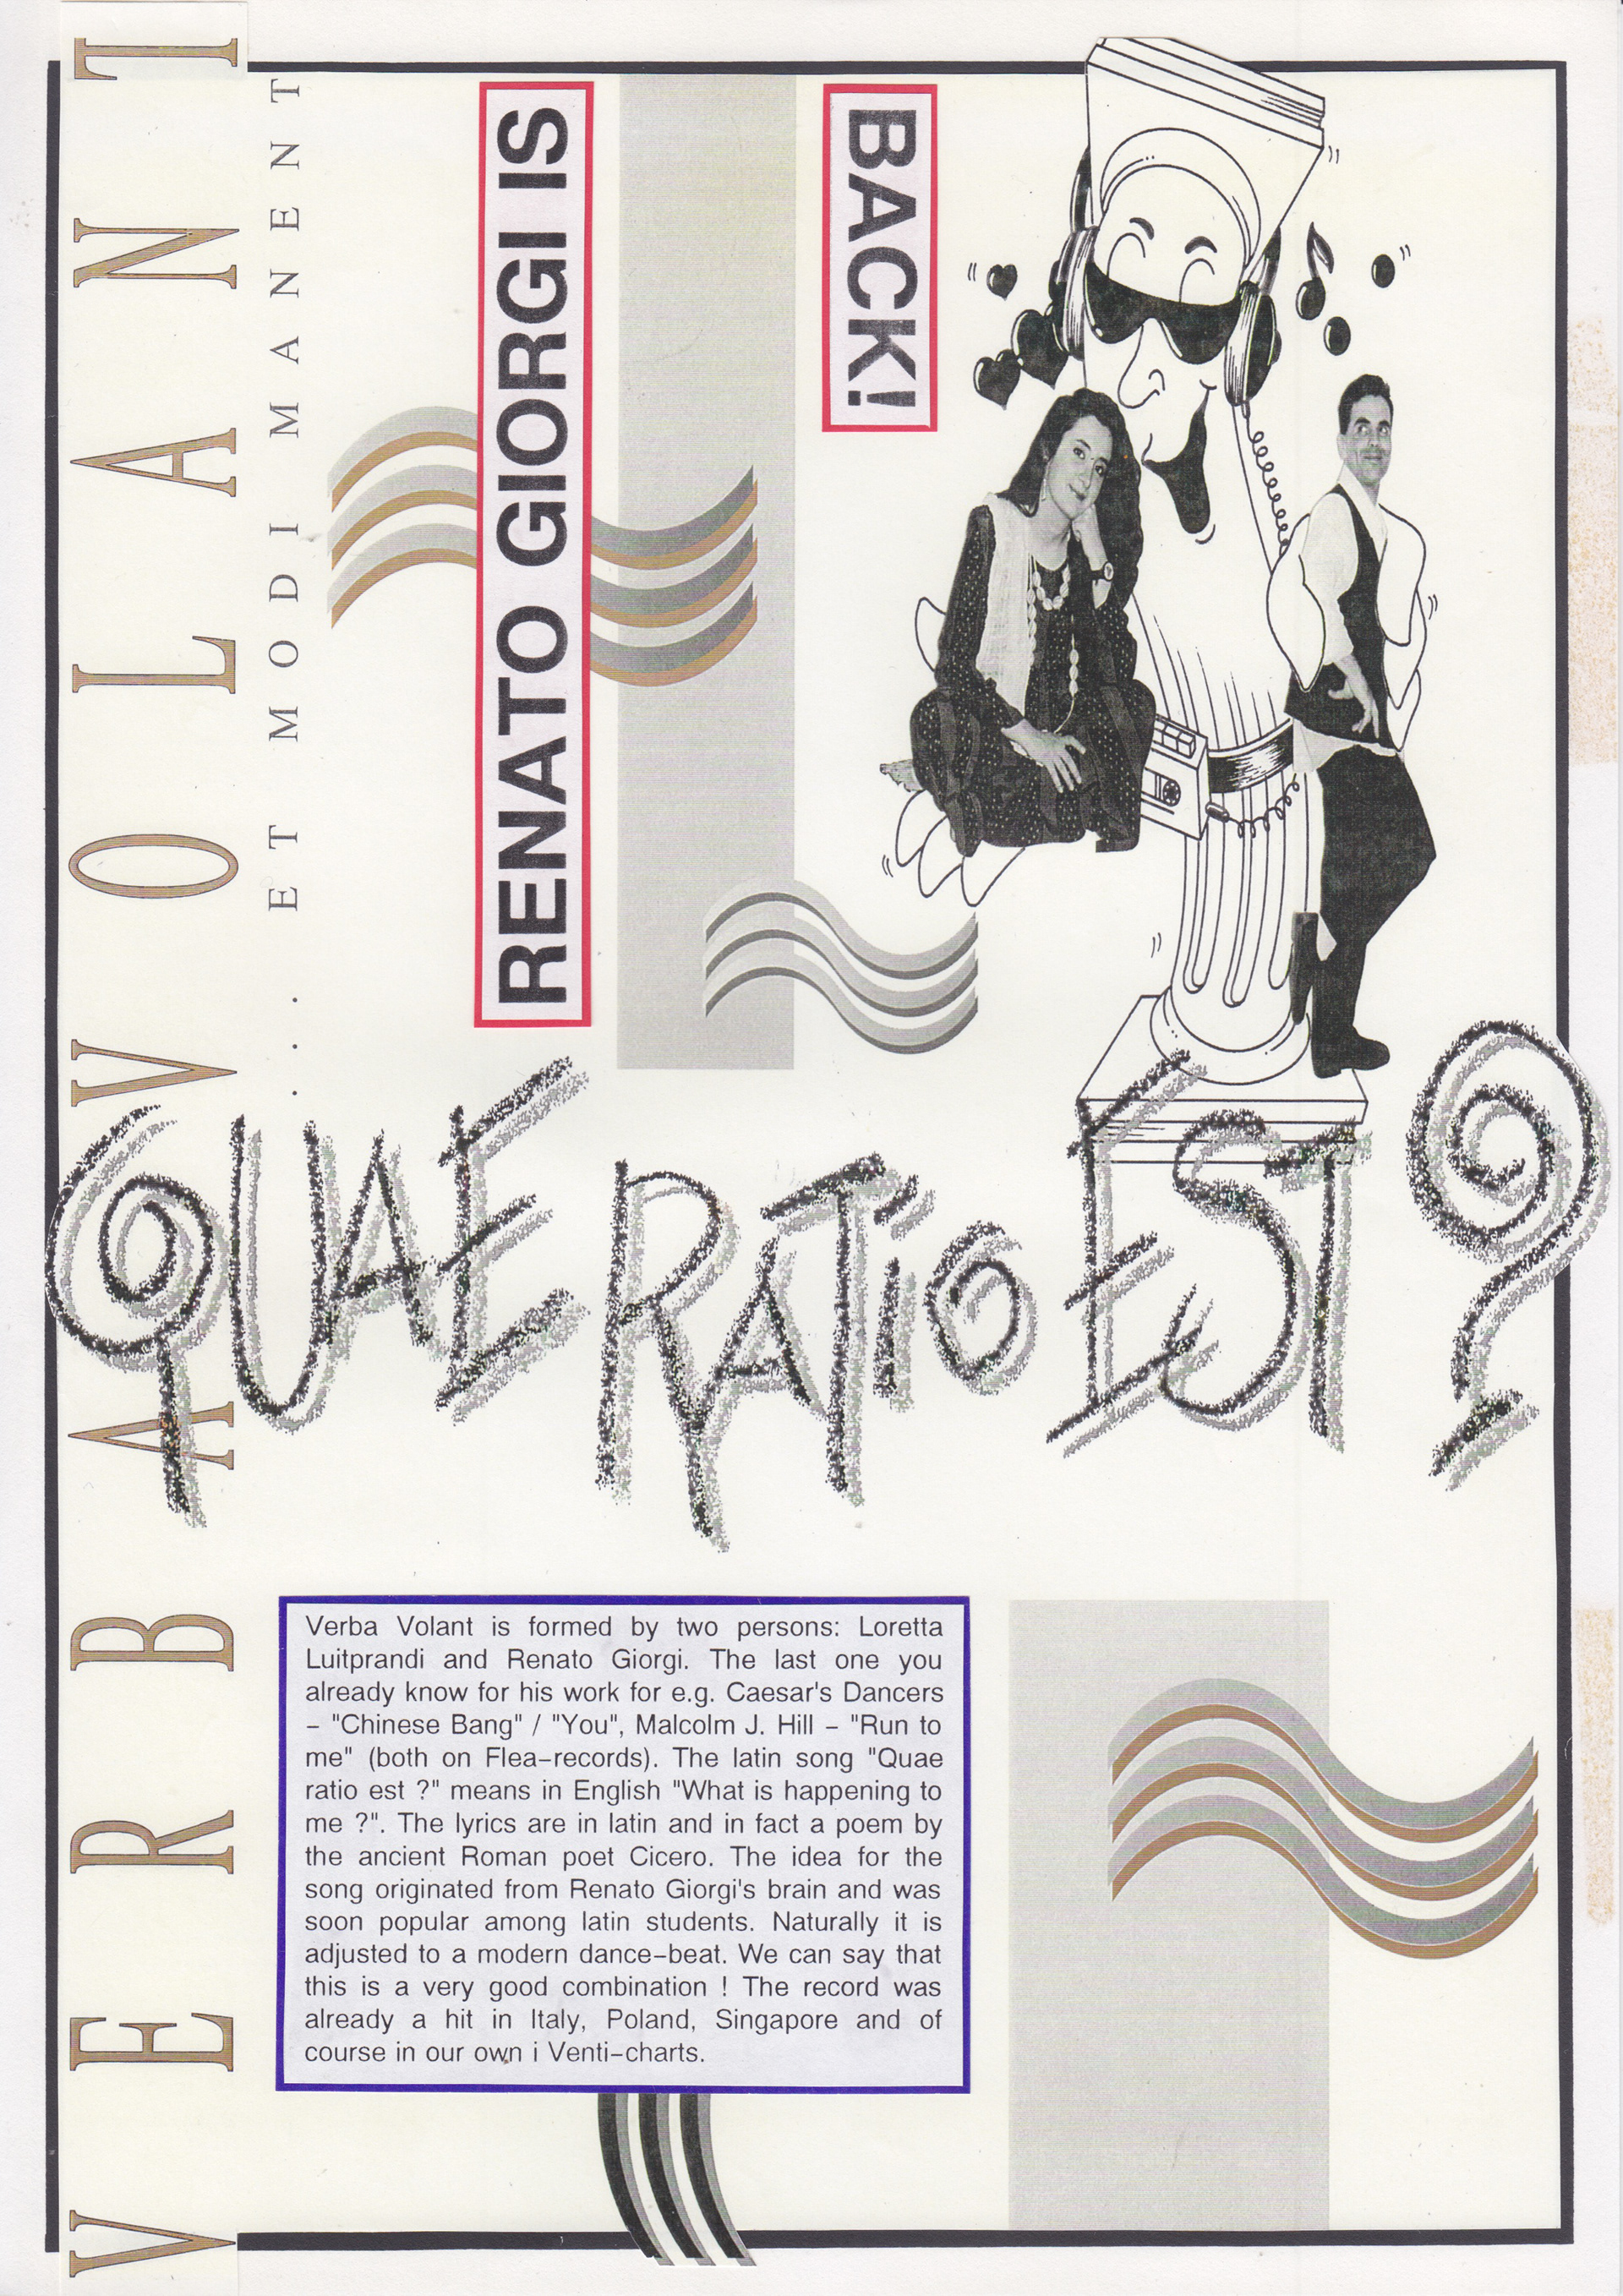 VERBA VOLANT
... ET MODI MANENT
RENATO GIORGI IS
BACK!
QUAE RATIO EST ?
Verba Volant is formed by two persons: Loretta
Luitprandi and Renato Giorgi. The last one you
already know for his work for e.g. Caesar's Dancers
– "Chinese Bang" / "You", Malcolm J. Hill – "Run to
me" (both on Flea–records). The latin song "Quae
ratio est ?" means in English "What is happening to
me ?". The lyrics are in latin and in fact a poem by
the ancient Roman poet Cicero. The idea for the
song originated from Renato Giorgi's brain and was
soon popular among latin students. Naturally it is
adjusted to a modern dance–beat. We can say that
this is a very good combination ! The record was
already a hit in Italy, Poland, Singapore and of
course in our own i Venti–charts.